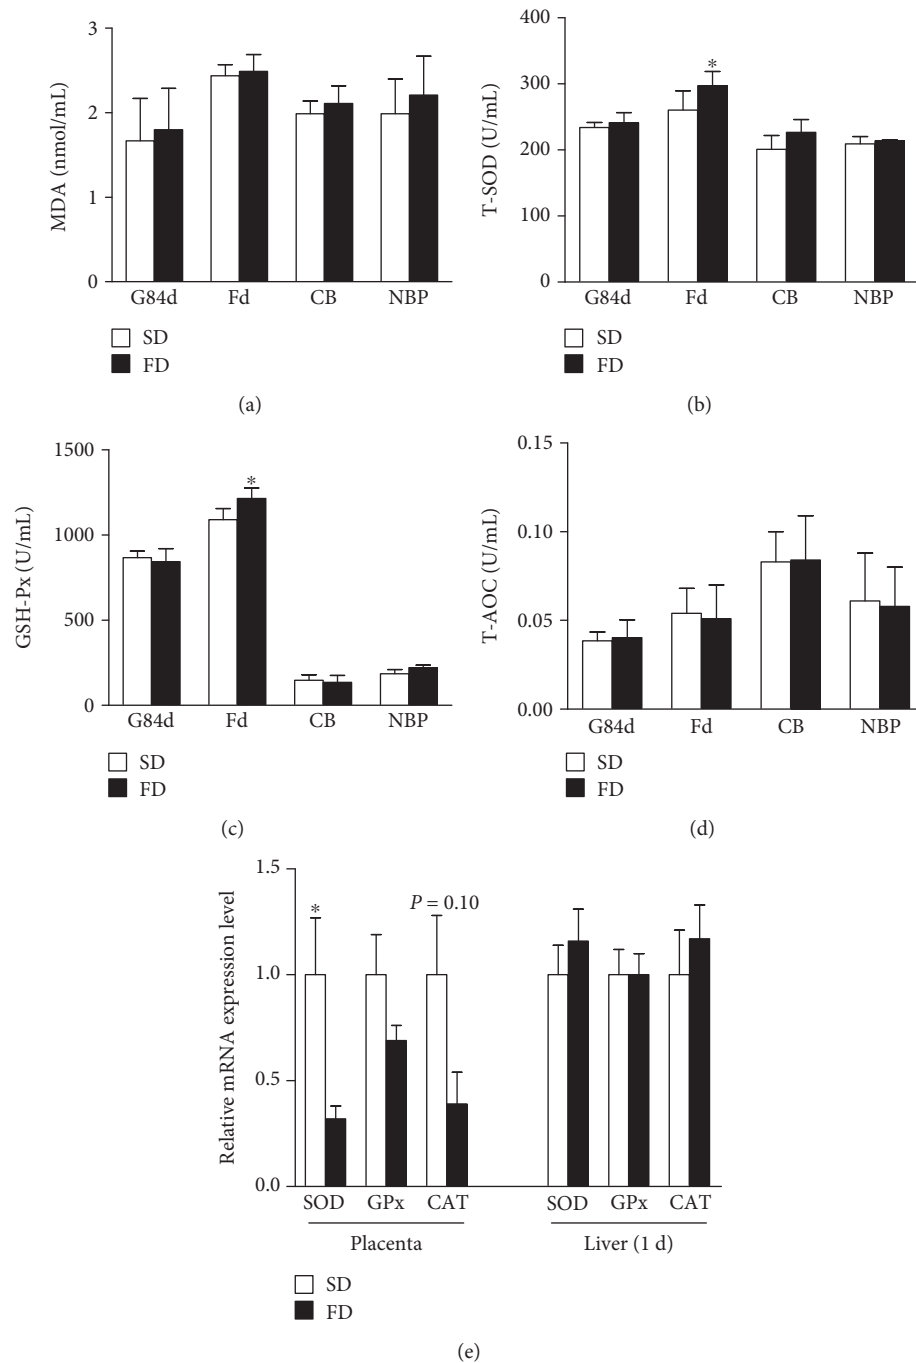 3
2
1
0
MDA (nmol/mL)
G84d Fd CB NBP
SD
FD
(a)
400
300
200
100
0
T-SOD (U/mL)
*
G84d Fd CB NBP
SD
FD
(b)
1500
1000
500
0
GSH-Px (U/mL)
*
G84d Fd CB NBP
SD
FD
(c)
0.15
0.10
0.05
0.00
T-AOC (U/mL)
G84d Fd CB NBP
SD
FD
(d)
1.5
1.0
0.5
0.0
Relative mRNA expression level
*
P = 0.10
SOD GPx CAT SOD GPx CAT
Placenta Liver (1 d)
SD
FD
(e)